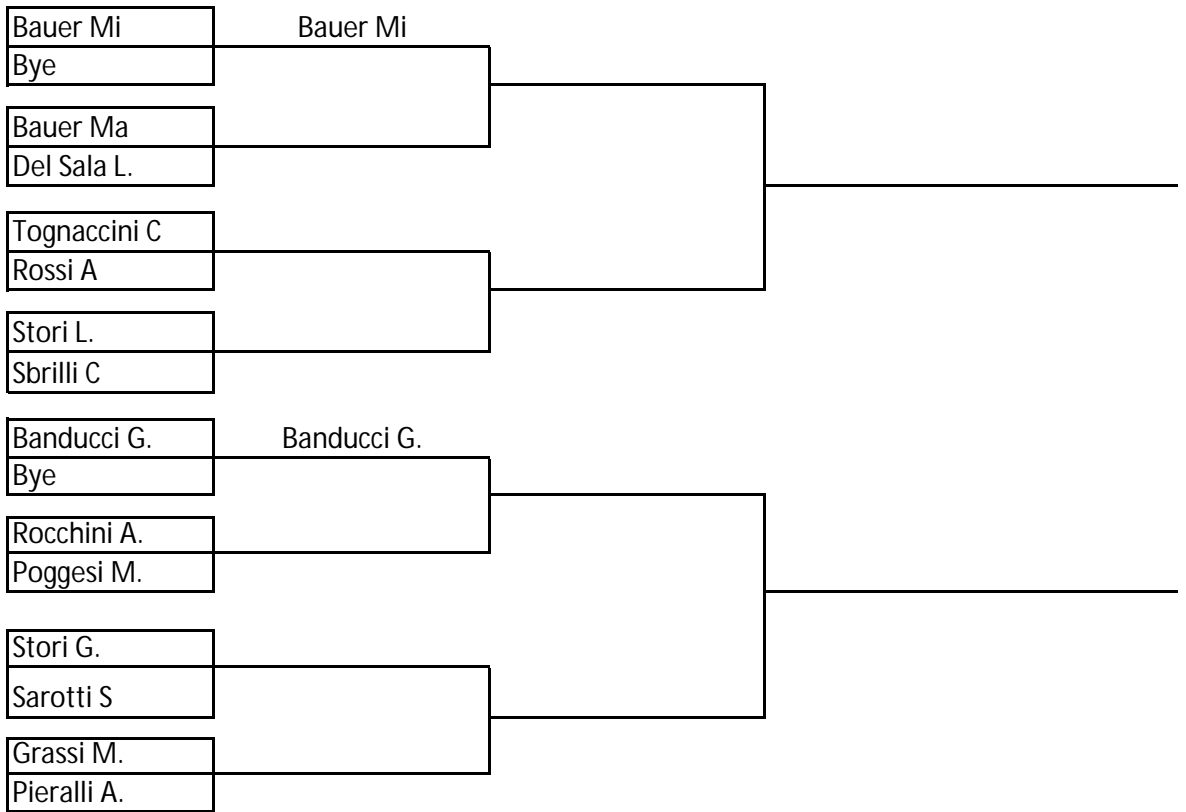 Bauer Mi
Bauer Mi
Bye
Bauer Ma
Del Sala L.
Tognaccini C
Rossi A
Stori L.
Sbrilli C
Banducci G.
Banducci G.
Bye
Rocchini A.
Poggesi M.
Stori G.
Sarotti S
Grassi M.
Pieralli A.